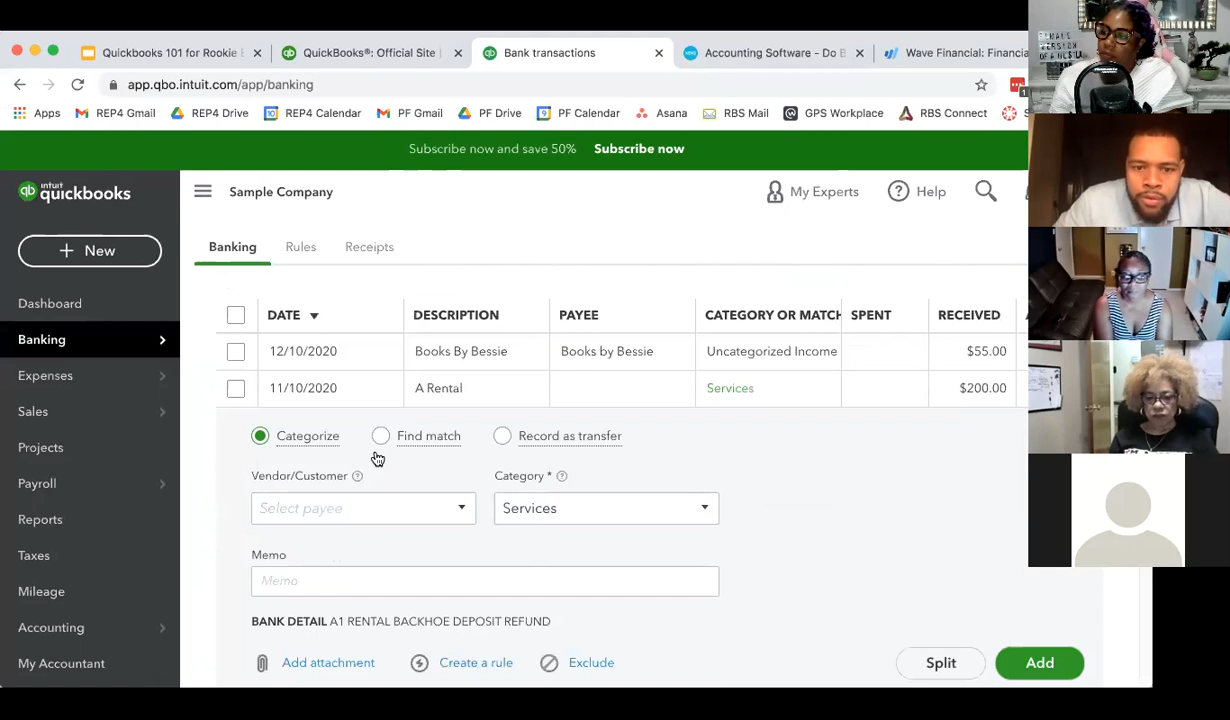 Quickbooks 101 for Rookie
QuickBooks®: Official Site
Bank transactions
Accounting Software - Do B
Wave Financial: Financi
app.qbo.intuit.com/app/banking
1
Apps REP4 Gmail REP4 Drive REP4 Calendar PF Gmail PF Drive PF Calendar Asana RBS Mail GPS Workplace RBS Connect S
Subscribe now and save 50% Subscribe now
intuit
quickbooks
Sample Company
My Experts
Help
+ New
Banking Rules Receipts
Dashboard
Banking
Expenses
Sales
Projects
Payroll
Reports
Taxes
Mileage
Accounting
My Accountant
DATE DESCRIPTION PAYEE CATEGORY OR MATCH SPENT RECEIVED
12/10/2020 Books By Bessie Books by Bessie Uncategorized Income $55.00
11/10/2020 A Rental Services $200.00
Categorize Find match Record as transfer
Vendor/Customer Category *
Select payee Services
Memo
Memo
BANK DETAIL A1 RENTAL BACKHOE DEPOSIT REFUND
Add attachment Create a rule Exclude Split Add